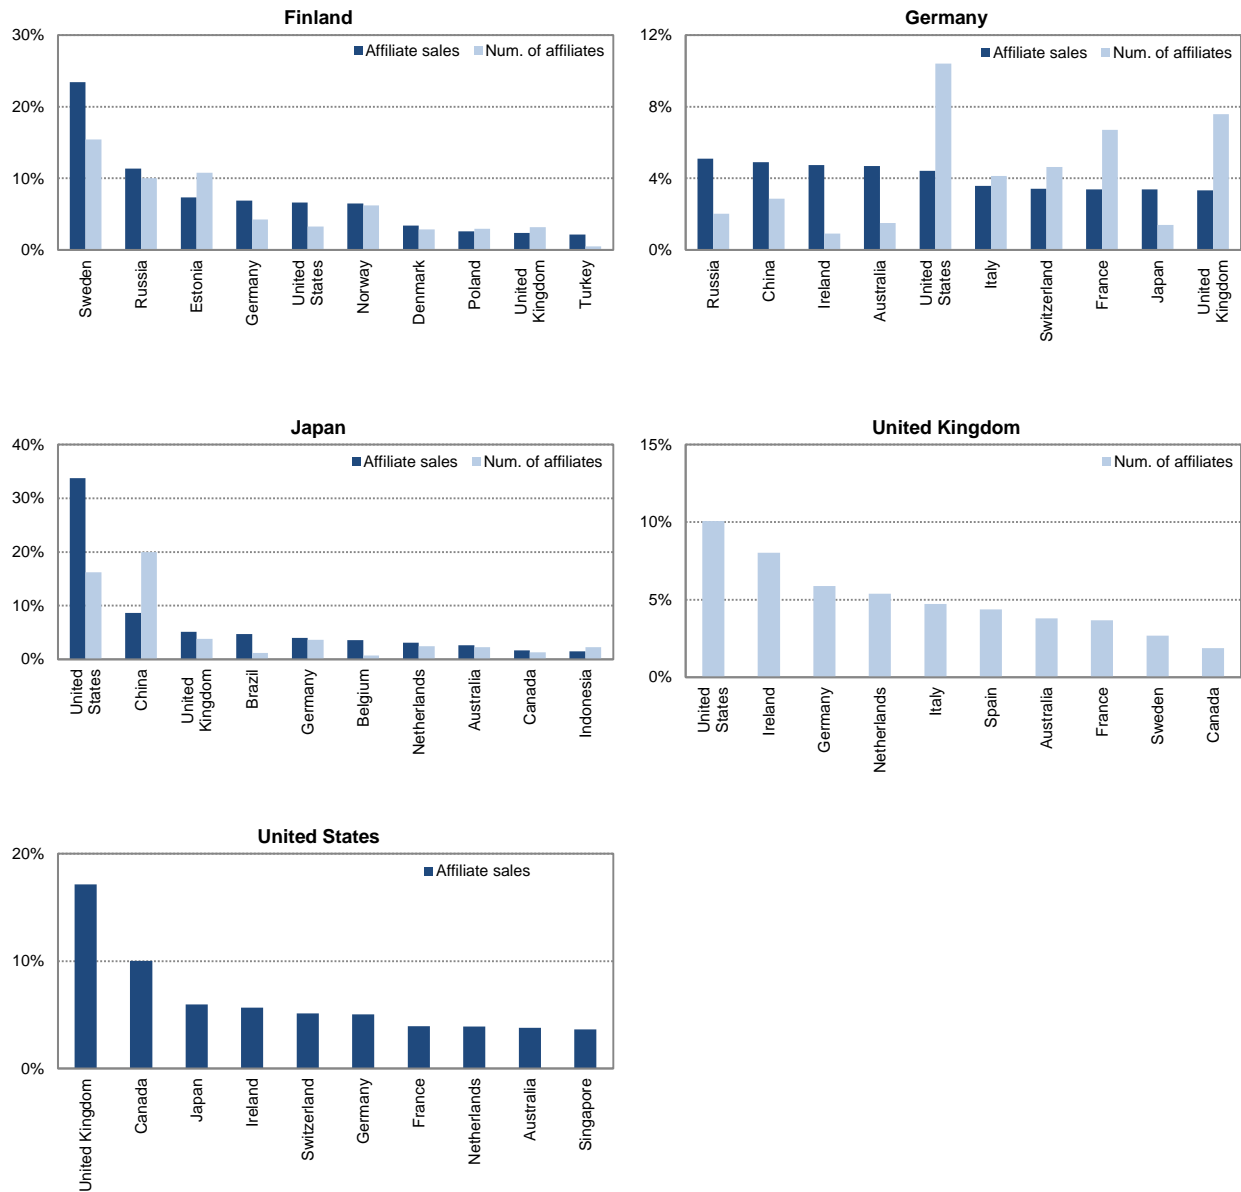 Finland
30%
20%
10%
0%
Affiliate sales
Num. of affiliates
Sweden
Russia
Estonia
Germany
United
States
Norway
Denmark
Poland
United
Kingdom
Turkey
Germany
12%
8%
4%
0%
Affiliate sales
Num. of affiliates
Russia
China
Ireland
Australia
United
States
Italy
Switzerland
France
Japan
United
Kingdom
Japan
40%
30%
20%
10%
0%
Affiliate sales
Num. of affiliates
United
States
China
United
Kingdom
Brazil
Germany
Belgium
Netherlands
Australia
Canada
Indonesia
United Kingdom
15%
10%
5%
0%
Num. of affiliates
United
States
Ireland
Germany
Netherlands
Italy
Spain
Australia
France
Sweden
Canada
United States
20%
10%
0%
Affiliate sales
United Kingdom
Canada
Japan
Ireland
Switzerland
Germany
France
Netherlands
Australia
Singapore